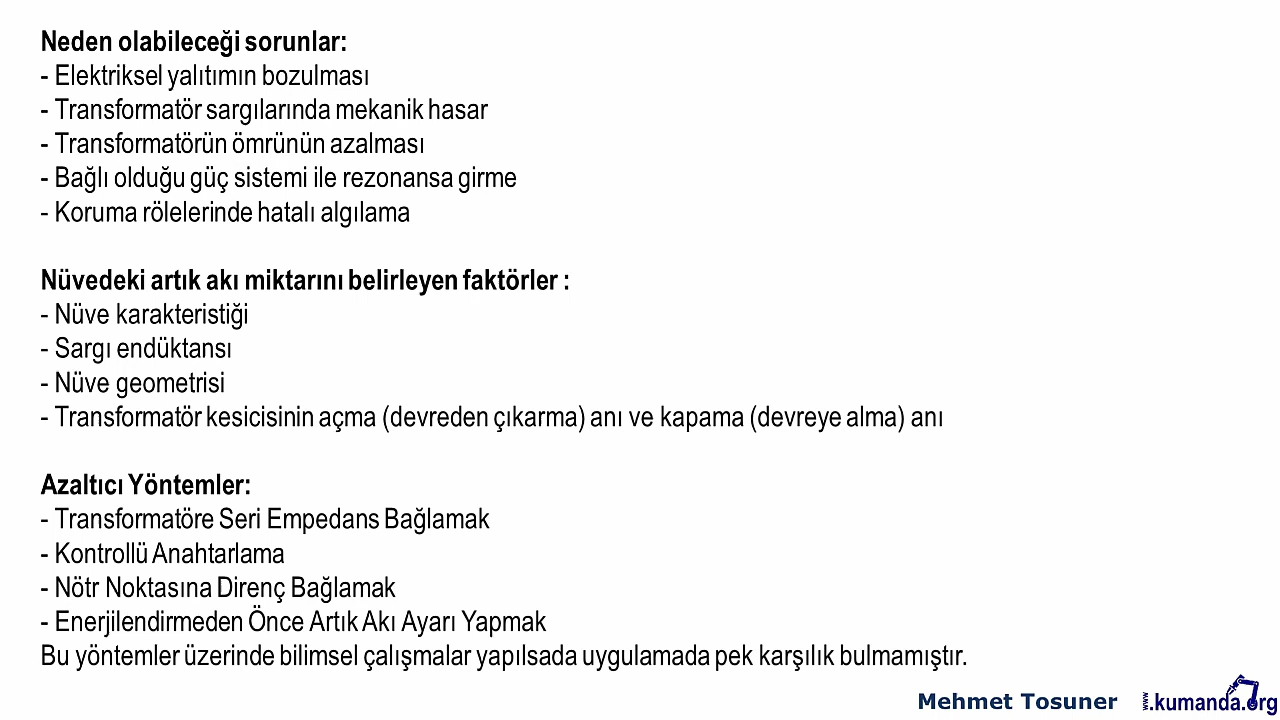 Neden olabileceği sorunlar:
- Elektriksel yalıtımın bozulması
- Transformatör sargılarında mekanik hasar
- Transformatörün ömrünün azalması
- Bağlı olduğu güç sistemi ile rezonansa girme
- Koruma rölelerinde hatalı algılama
Nüvedeki artık akı miktarını belirleyen faktörler :
- Nüve karakteristiği
- Sargı endüktansı
- Nüve geometrisi
- Transformatör kesicisinin açma (devreden çıkarma) anı ve kapama (devreye alma) anı
Azaltıcı Yöntemler:
- Transformatöre Seri Empedans Bağlamak
- Kontrollü Anahtarlama
- Nötr Noktasına Direnç Bağlamak
- Enerjilendirmeden Önce Artık Akı Ayarı Yapmak
Bu yöntemler üzerinde bilimsel çalışmalar yapılsada uygulamada pek karşılık bulmamıştır.
Mehmet Tosuner www.kumanda.org